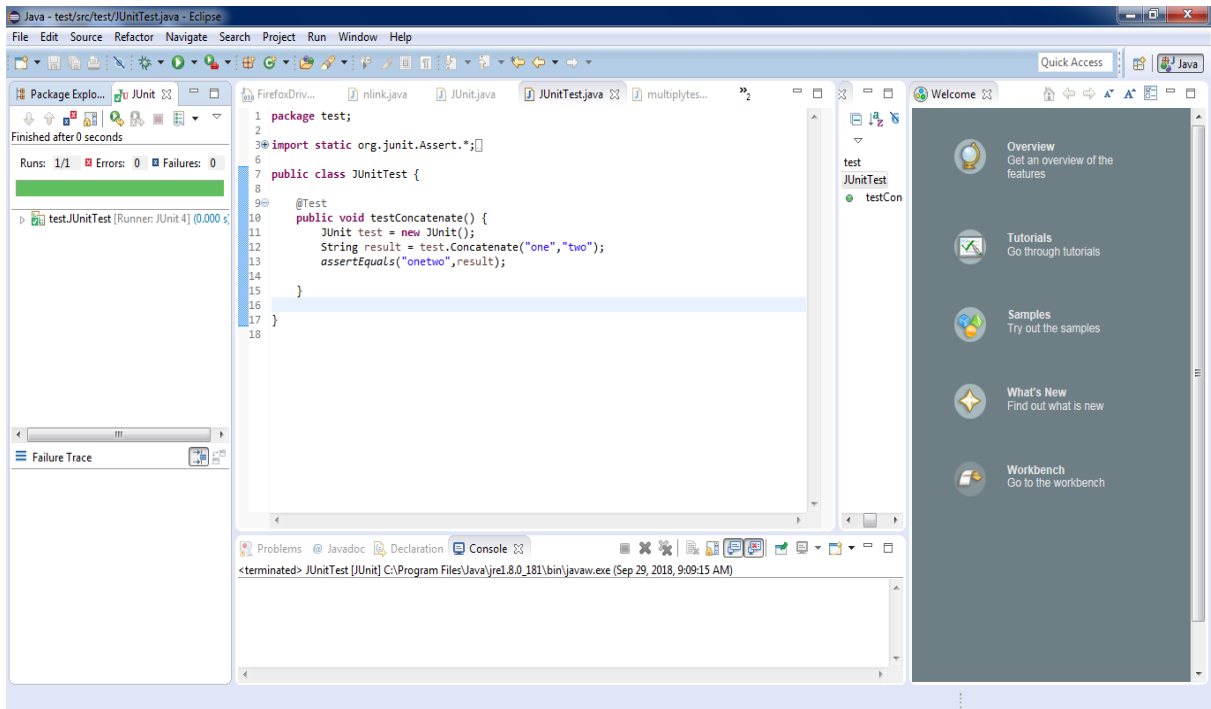 Java - test/src/test/JUnitTest.java - Eclipse
File Edit Source Refactor Navigate Search Project Run Window Help
Quick Access
Java
Package Explo... JUnit
Finished after 0 seconds
Runs: 1/1 Errors: 0 Failures: 0
test.JUnitTest [Runner: JUnit 4] (0.000 s)
Failure Trace
FirefoxDriv... nlink.java JUnit.java JUnitTest.java multiplytes... »2
1 package test;
2
3 import static org.junit.Assert.*;
6
7 public class JUnitTest {
8
9 @Test
10 public void testConcatenate() {
11 JUnit test = new JUnit();
12 String result = test.Concatenate("one","two");
13 assertEquals("onetwo",result);
14
15 }
16
17 }
18
test
JUnitTest
testCon
Problems @ Javadoc Declaration Console
<terminated> JUnitTest [JUnit] C:\Program Files\Java\jre1.8.0_181\bin\javaw.exe (Sep 29, 2018, 9:09:15 AM)
Welcome
Overview
Get an overview of the
features
Tutorials
Go through tutorials
Samples
Try out the samples
What's New
Find out what is new
Workbench
Go to the workbench